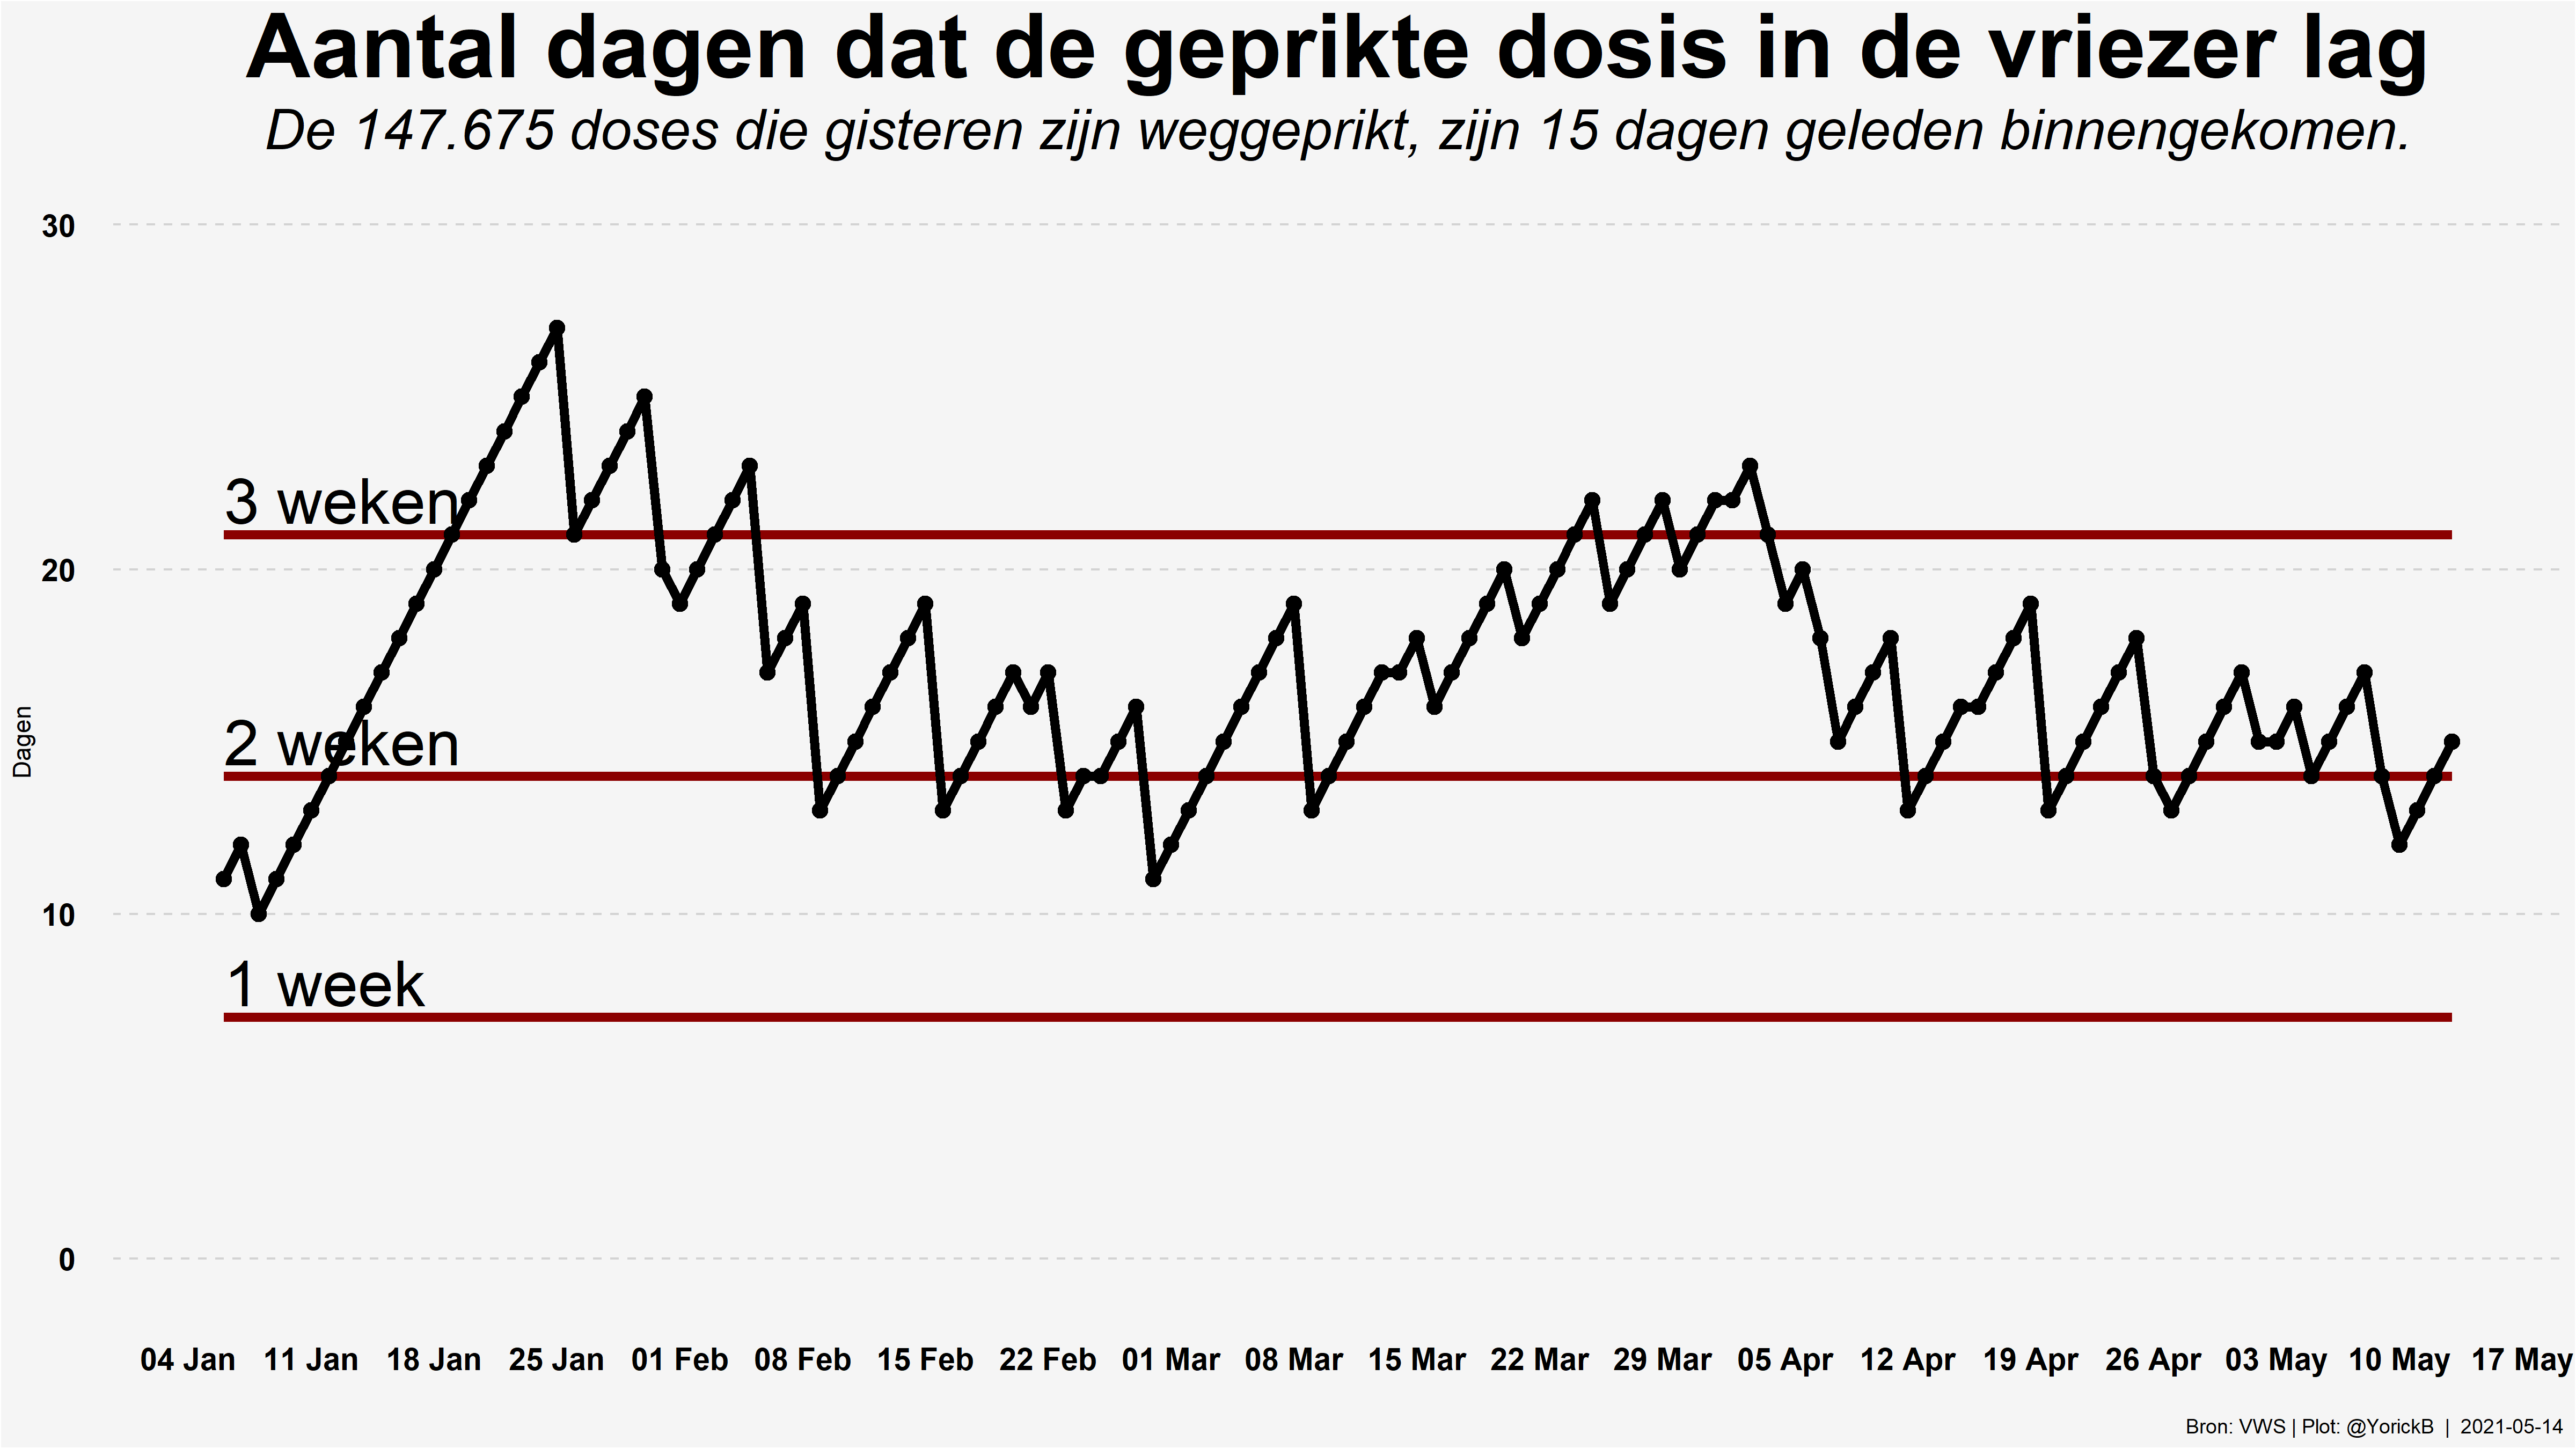 Aantal dagen dat de geprikte dosis in de vriezer lag
De 147.675 doses die gisteren zijn weggeprikt, zijn 15 dagen geleden binnengekomen.
30
3 weken
20
Dagen
2 weken
10
1 week
0
04 Jan 11 Jan 18 Jan 25 Jan 01 Feb 08 Feb 15 Feb 22 Feb 01 Mar 08 Mar 15 Mar 22 Mar 29 Mar 05 Apr 12 Apr 19 Apr 26 Apr 03 May 10 May 17 May
Bron: VWS | Plot: @YorickB | 2021-05-14